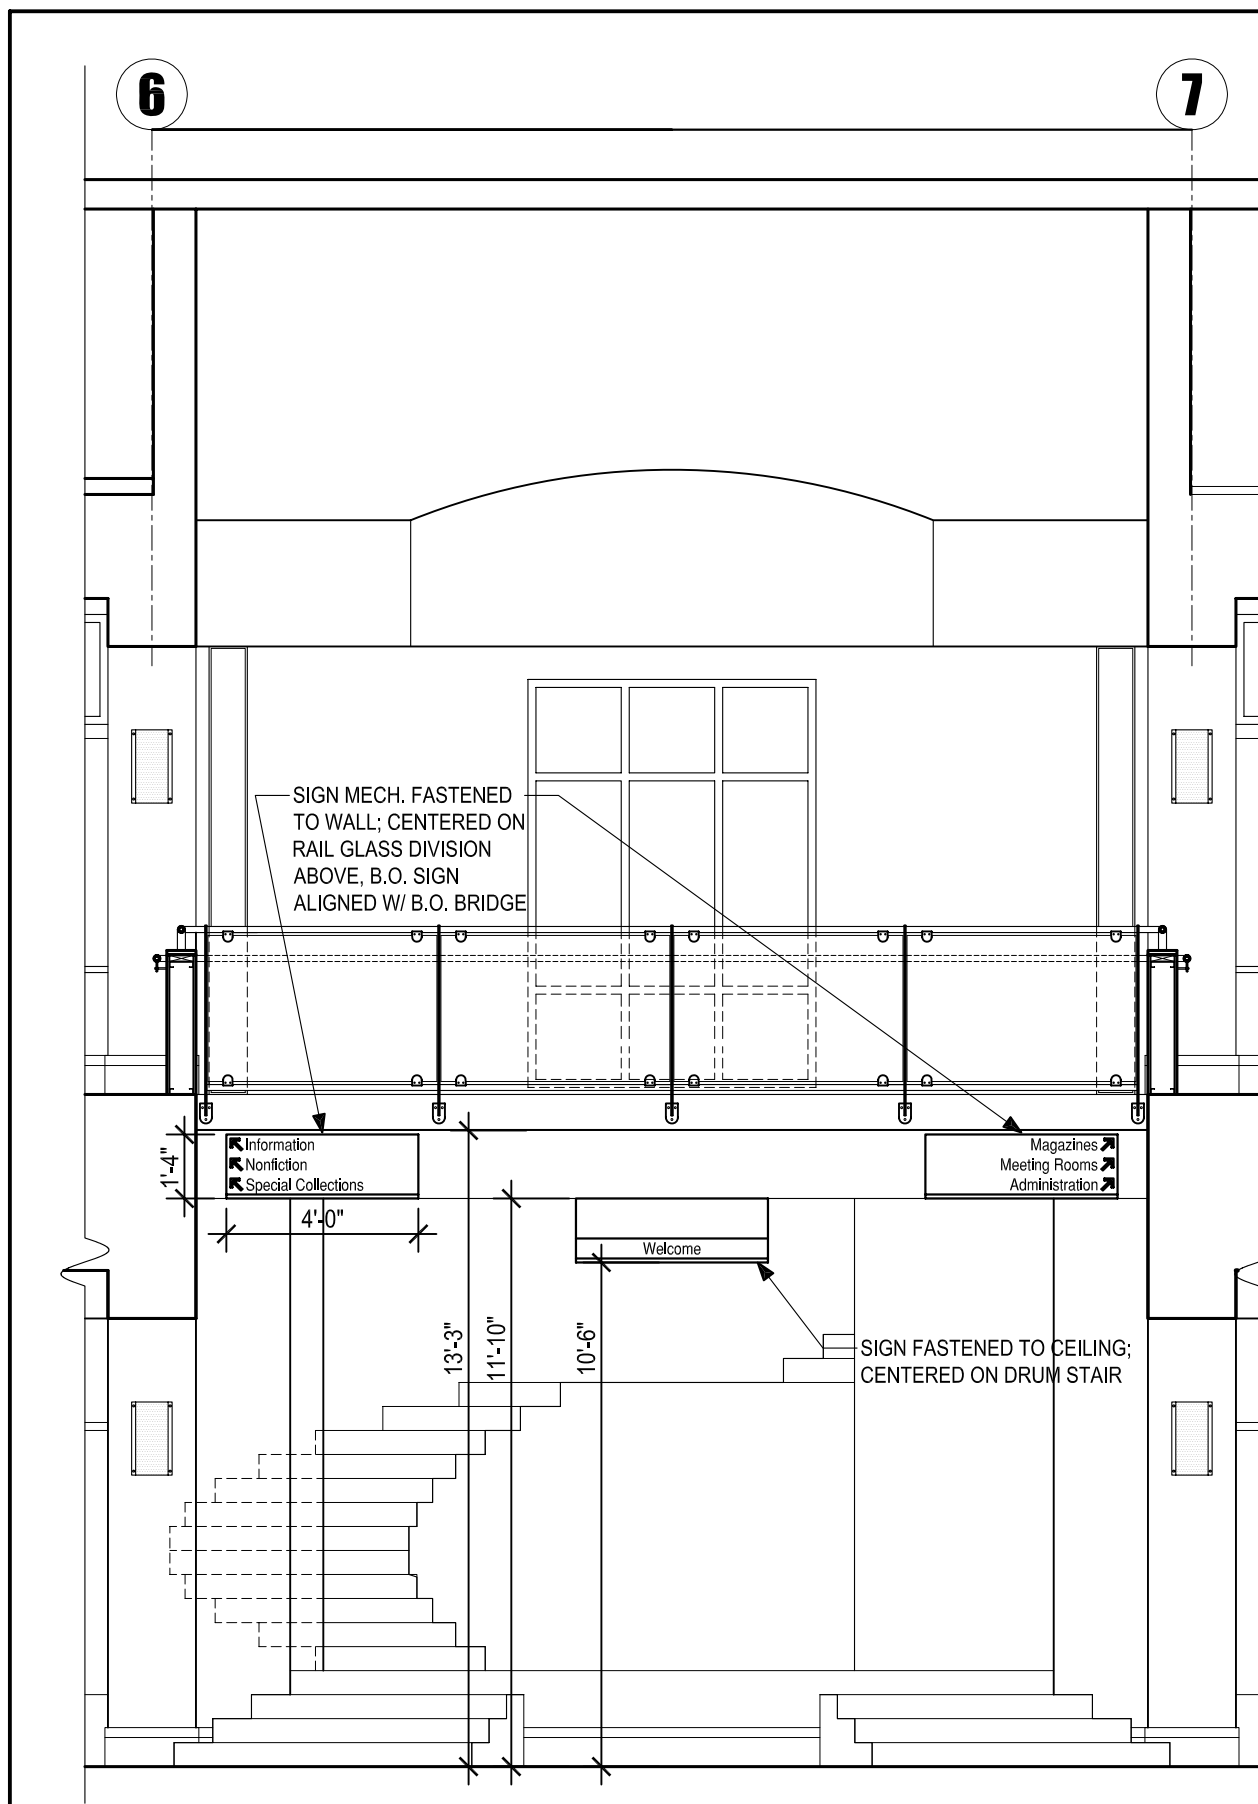 6
7
SIGN MECH. FASTENED
TO WALL; CENTERED ON
RAIL GLASS DIVISION
ABOVE, B.O. SIGN
ALIGNED W/ B.O. BRIDGE
Information
Nonfiction
Special Collections
Magazines
Meeting Rooms
Administration
1'-4"
4'-0"
Welcome
13'-3"
11'-10"
10'-6"
SIGN FASTENED TO CEILING;
CENTERED ON DRUM STAIR